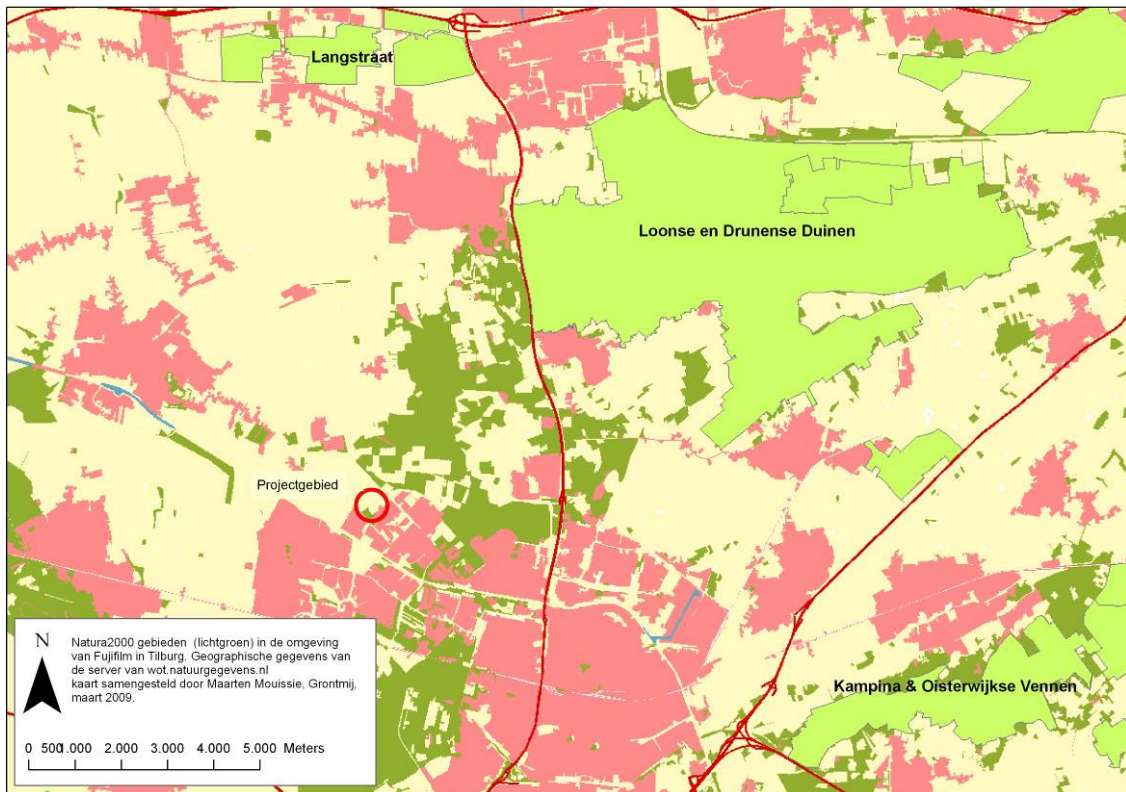 Langstraat
Loonse en Drunense Duinen
Projectgebied
Kampina & Oisterwijkse Vennen
N
Natura2000 gebieden (lichtgroen) in de omgeving
van Fujifilm in Tilburg. Geographische gegevens van
de server van wot.natuurgegevens.nl
kaart samengesteld door Maarten Mouissie, Grontmij,
maart 2009.
0 500 1.000 2.000 3.000 4.000 5.000 Meters